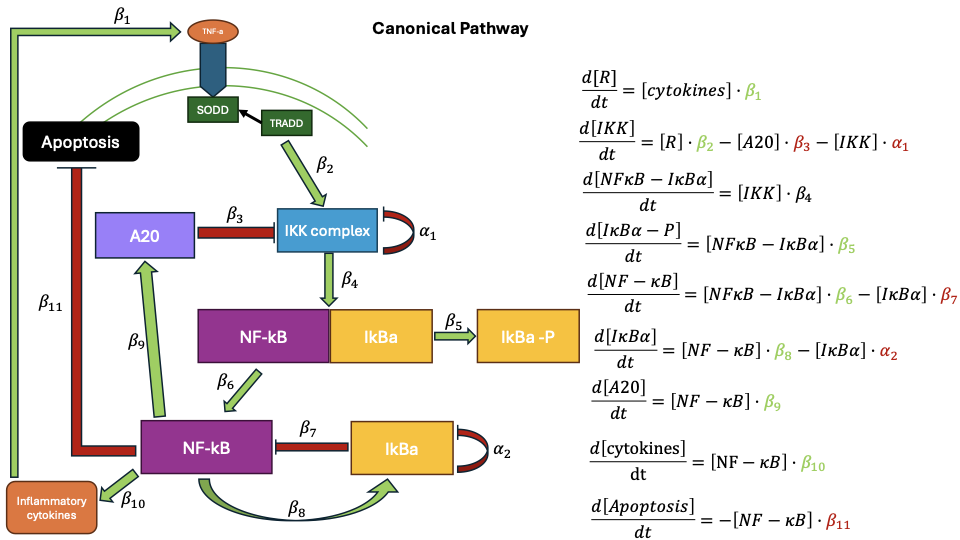 Canonical Pathway
β₁
TNF-a
SODD
TRADD
Apoptosis
β₂
A20
β₃
IKK complex
α₁
β₄
β₁₁
NF-kB
IkBa
β₅
IkBa -P
β₉
β₆
NF-kB
β₇
IkBa
α₂
Inflammatory
cytokines
β₁₀
β₈
d[R]/dt = [cytokines] · β₁
d[IKK]/dt = [R] · β₂ − [A20] · β₃ − [IKK] · α₁
d[NFκB − IκBα]/dt = [IKK] · β₄
d[IκBα − P]/dt = [NFκB − IκBα] · β₅
d[NF − κB]/dt = [NFκB − IκBα] · β₆ − [IκBα] · β₇
d[IκBα]/dt = [NF − κB] · β₈ − [IκBα] · α₂
d[A20]/dt = [NF − κB] · β₉
d[cytokines]/dt = [NF − κB] · β₁₀
d[Apoptosis]/dt = −[NF − κB] · β₁₁